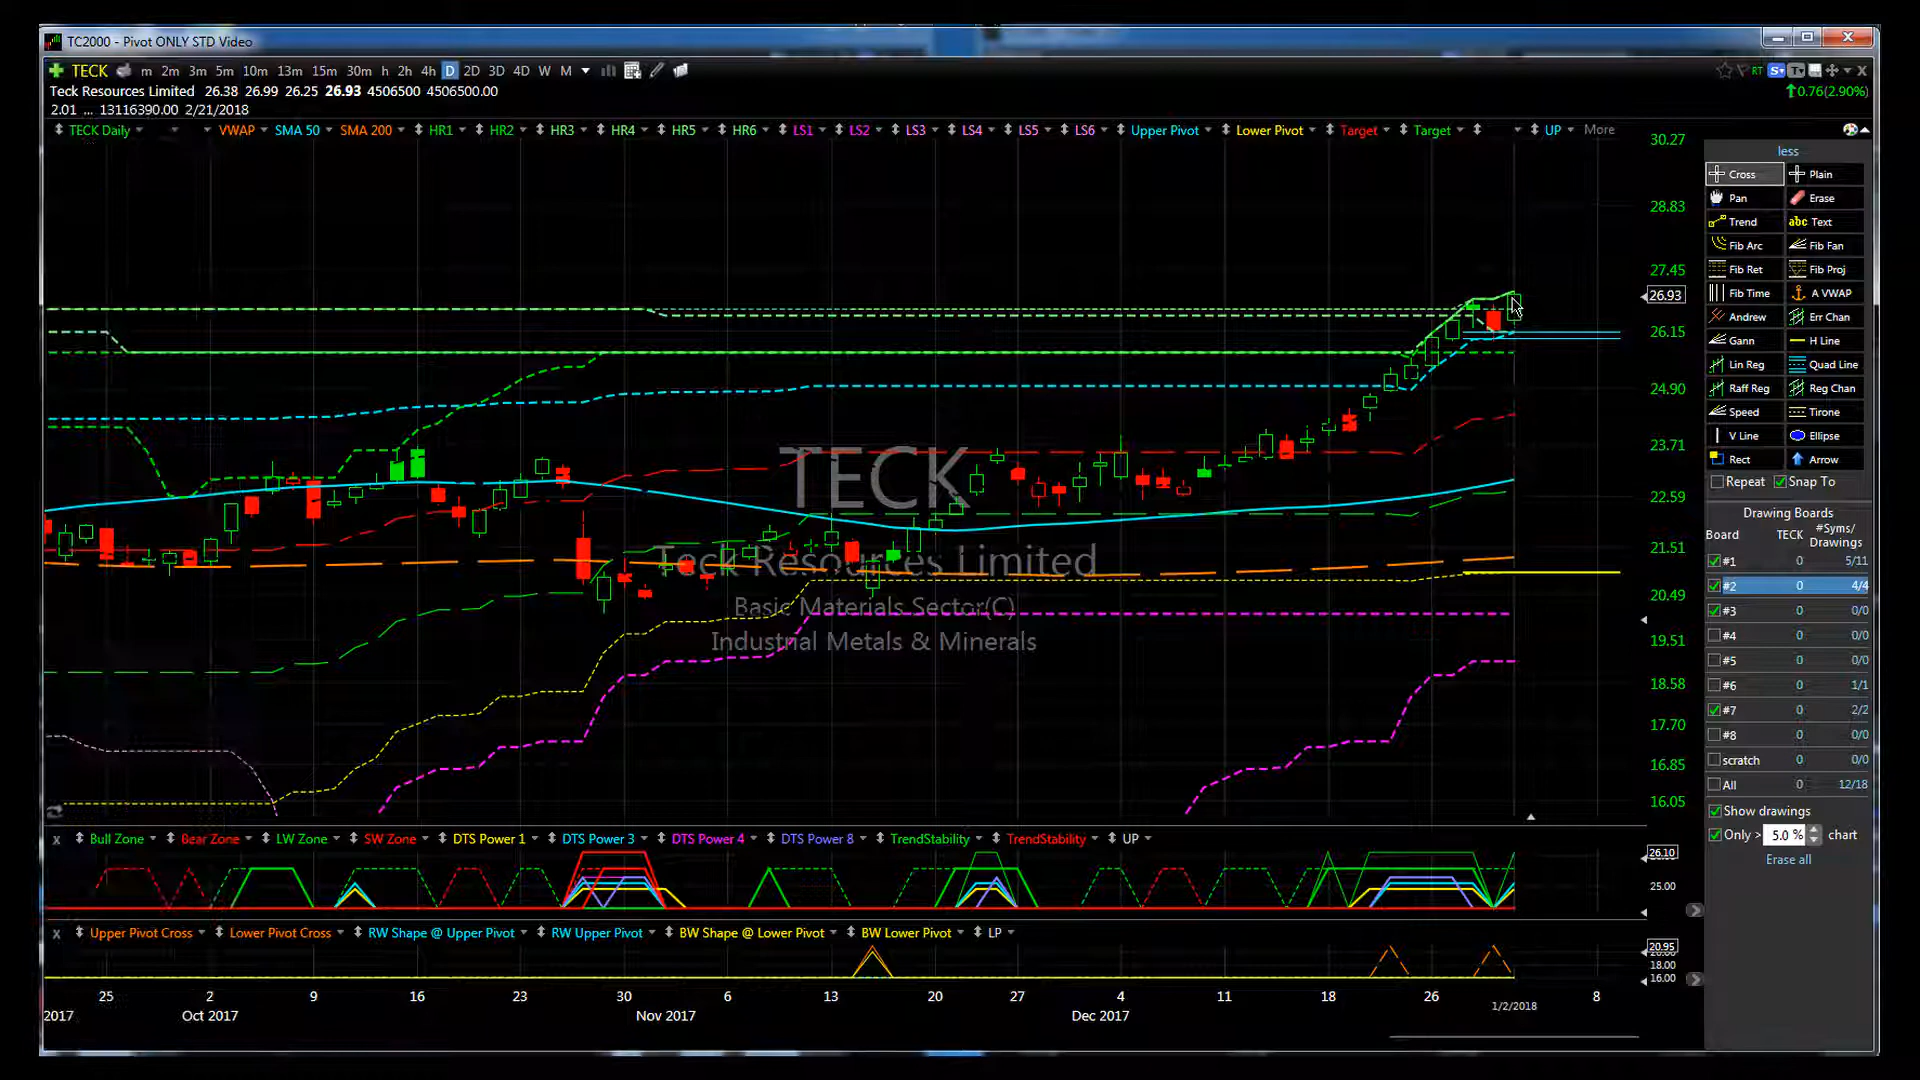 TC2000 - Pivot ONLY STD Video
TECK m 2m 3m 5m 10m 13m 15m 30m h 2h 4h D 2D 3D 4D W M
RT S T X
Teck Resources Limited 26.38 26.99 26.25 26.93 4506500 4506500.00
0.76(2.90%)
2.01 ... 13116390.00 2/21/2018
TECK Daily VWAP SMA 50 SMA 200 HR1 HR2 HR3 HR4 HR5 HR6 LS1 LS2 LS3 LS4 LS5 LS6 Upper Pivot Lower Pivot Target Target UP More
30.27
28.83
27.45
26.93
26.15
24.90
23.71
22.59
21.51
20.49
19.51
18.58
17.70
16.85
16.05
TECK
Teck Resources Limited
Basic Materials Sector(C)
Industrial Metals & Minerals
x Bull Zone Bear Zone LW Zone SW Zone DTS Power 1 DTS Power 3 DTS Power 4 DTS Power 8 TrendStability TrendStability UP
26.10
25.00
x Upper Pivot Cross Lower Pivot Cross RW Shape @ Upper Pivot RW Upper Pivot BW Shape @ Lower Pivot BW Lower Pivot LP
20.95
18.00
16.00
25 2 9 16 23 30 6 13 20 27 4 11 18 26 8
1/2/2018
2017 Oct 2017 Nov 2017 Dec 2017
less
Cross Plain
Pan Erase
Trend abc Text
Fib Arc Fib Fan
Fib Ret Fib Proj
Fib Time A VWAP
Andrew Err Chan
Gann H Line
Lin Reg Quad Line
Raff Reg Reg Chan
Speed Tirone
V Line Ellipse
Rect Arrow
Repeat Snap To
Drawing Boards
Board TECK #Syms/
Drawings
#1 0 5/11
#2 0 4/4
#3 0 0/0
#4 0 0/0
#5 0 0/0
#6 0 1/1
#7 0 2/2
#8 0 0/0
scratch 0 0/0
All 0 12/18
Show drawings
Only > 5.0 % chart
Erase all